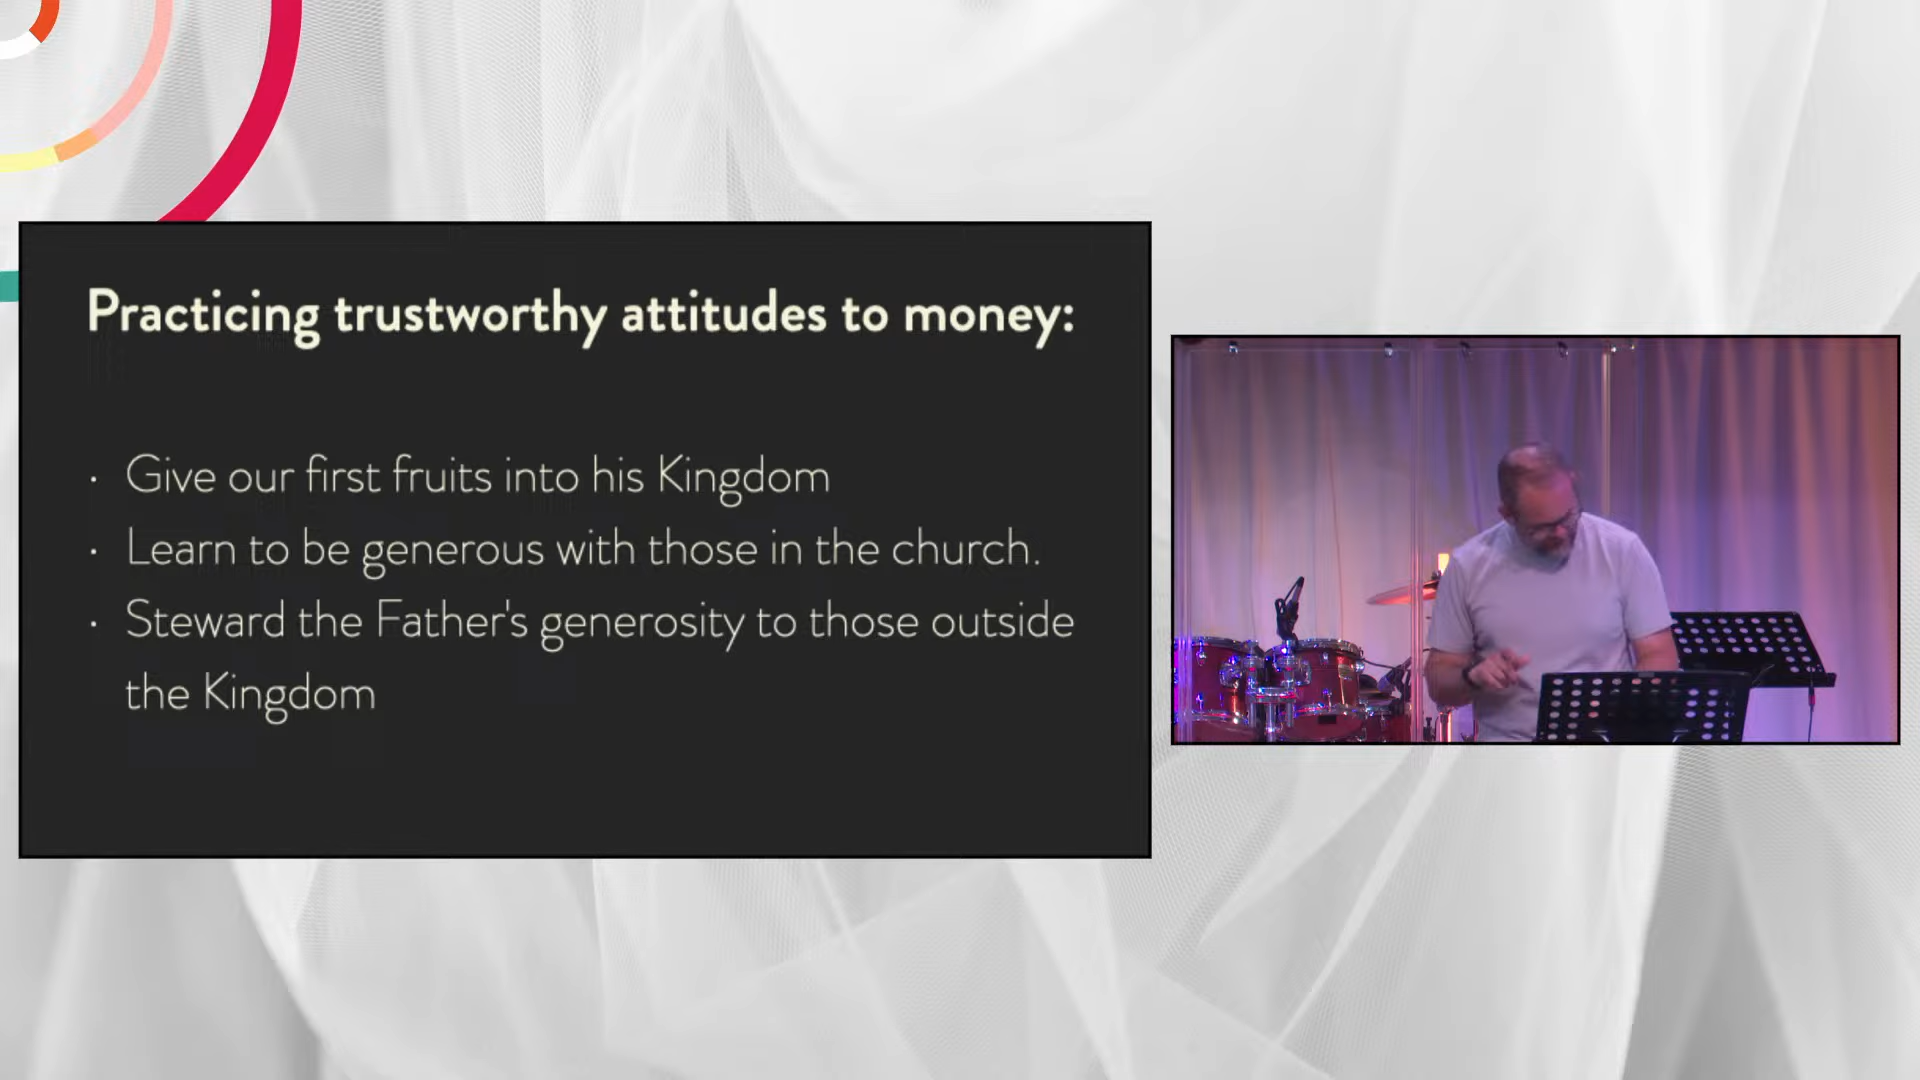 Practicing trustworthy attitudes to money:
· Give our first fruits into his Kingdom
· Learn to be generous with those in the church.
· Steward the Father's generosity to those outside
the Kingdom